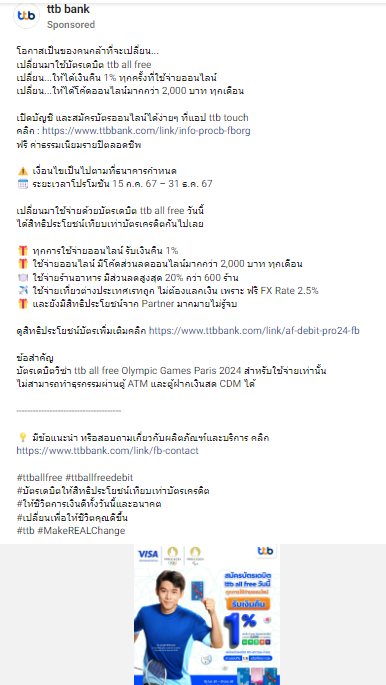 ttb bank
Sponsored
โอกาสเป็นของคนกล้าที่จะเปลี่ยน...
เปลี่ยนมาใช้บัตรเดบิต ttb all free
เปลี่ยน...ให้ได้เงินคืน 1% ทุกครั้งที่ใช้จ่ายออนไลน์
เปลี่ยน...ให้ได้โค้ดออนไลน์มากกว่า 2,000 บาท ทุกเดือน
เปิดบัญชี และสมัครบัตรออนไลน์ได้ง่ายๆ ที่แอป ttb touch
คลิก : https://www.ttbbank.com/link/info-procb-fborg
ฟรี ค่าธรรมเนียมรายปีตลอดชีพ
⚠️ เงื่อนไขเป็นไปตามที่ธนาคารกำหนด
🗓️ ระยะเวลาโปรโมชัน 15 ก.ค. 67 – 31 ธ.ค. 67
เปลี่ยนมาใช้จ่ายด้วยบัตรเดบิต ttb all free วันนี้
ได้สิทธิประโยชน์เทียบเท่าบัตรเครดิตกันไปเลย
🎁 ทุกการใช้จ่ายออนไลน์ รับเงินคืน 1%
🎁 ใช้จ่ายออนไลน์ มีโค้ดส่วนลดออนไลน์มากกว่า 2,000 บาท ทุกเดือน
🍽️ ใช้จ่ายร้านอาหาร มีส่วนลดสูงสุด 20% กว่า 600 ร้าน
✈️ ใช้จ่ายเที่ยวต่างประเทศเรทถูก ไม่ต้องแลกเงิน เพราะ ฟรี FX Rate 2.5%
🎁 และยังมีสิทธิประโยชน์จาก Partner มากมายไม่รู้จบ
ดูสิทธิประโยชน์บัตรเพิ่มเติมคลิก https://www.ttbbank.com/link/af-debit-pro24-fb
ข้อสำคัญ
บัตรเดบิตวีซ่า ttb all free Olympic Games Paris 2024 สำหรับใช้จ่ายเท่านั้น
ไม่สามารถทำธุรกรรมผ่านตู้ ATM และตู้ฝากเงินสด CDM ได้
-----------------------------------
💡 มีข้อแนะนำ หรือสอบถามเกี่ยวกับผลิตภัณฑ์และบริการ คลิก
https://www.ttbbank.com/link/fb-contact
#ttballfree #ttballfreedebit
#บัตรเดบิตให้สิทธิประโยชน์เทียบเท่าบัตรเครดิต
#ให้ชีวิตการเงินดีทั้งวันนี้และอนาคต
#เปลี่ยนเพื่อให้ชีวิตคุณดีขึ้น
#ttb #MakeREALChange
VISA
ttb
สมัครบัตรเดบิต
ttb all free วันนี้
ทุกการใช้จ่ายออนไลน์
รับเงินคืน
1%